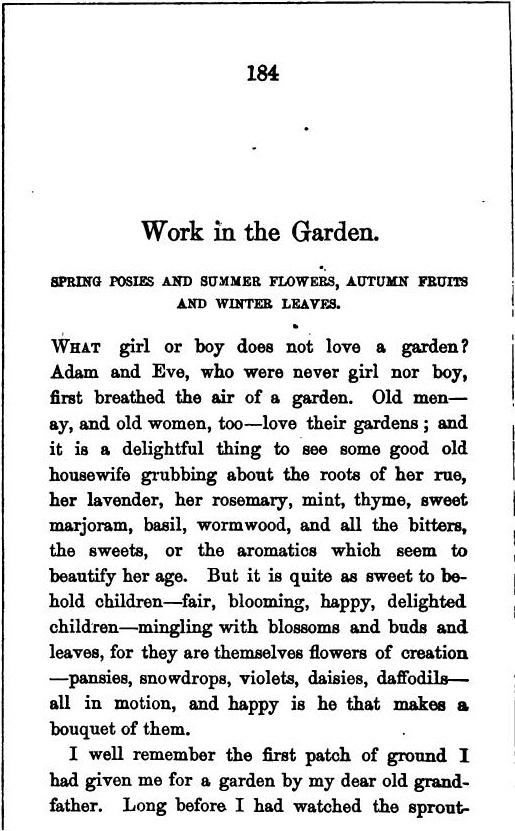 184
Work in the Garden.
SPRING POSIES AND SUMMER FLOWERS, AUTUMN FRUITS
AND WINTER LEAVES.
WHAT girl or boy does not love a garden?
Adam and Eve, who were never girl nor boy,
first breathed the air of a garden. Old men—
ay, and old women, too—love their gardens; and
it is a delightful thing to see some good old
housewife grubbing about the roots of her rue,
her lavender, her rosemary, mint, thyme, sweet
marjoram, basil, wormwood, and all the bitters,
the sweets, or the aromatics which seem to
beautify her age. But it is quite as sweet to be-
hold children—fair, blooming, happy, delighted
children—mingling with blossoms and buds and
leaves, for they are themselves flowers of creation
—pansies, snowdrops, violets, daisies, daffodils—
all in motion, and happy is he that makes a
bouquet of them.
I well remember the first patch of ground I
had given me for a garden by my dear old grand-
father. Long before I had watched the sprout-